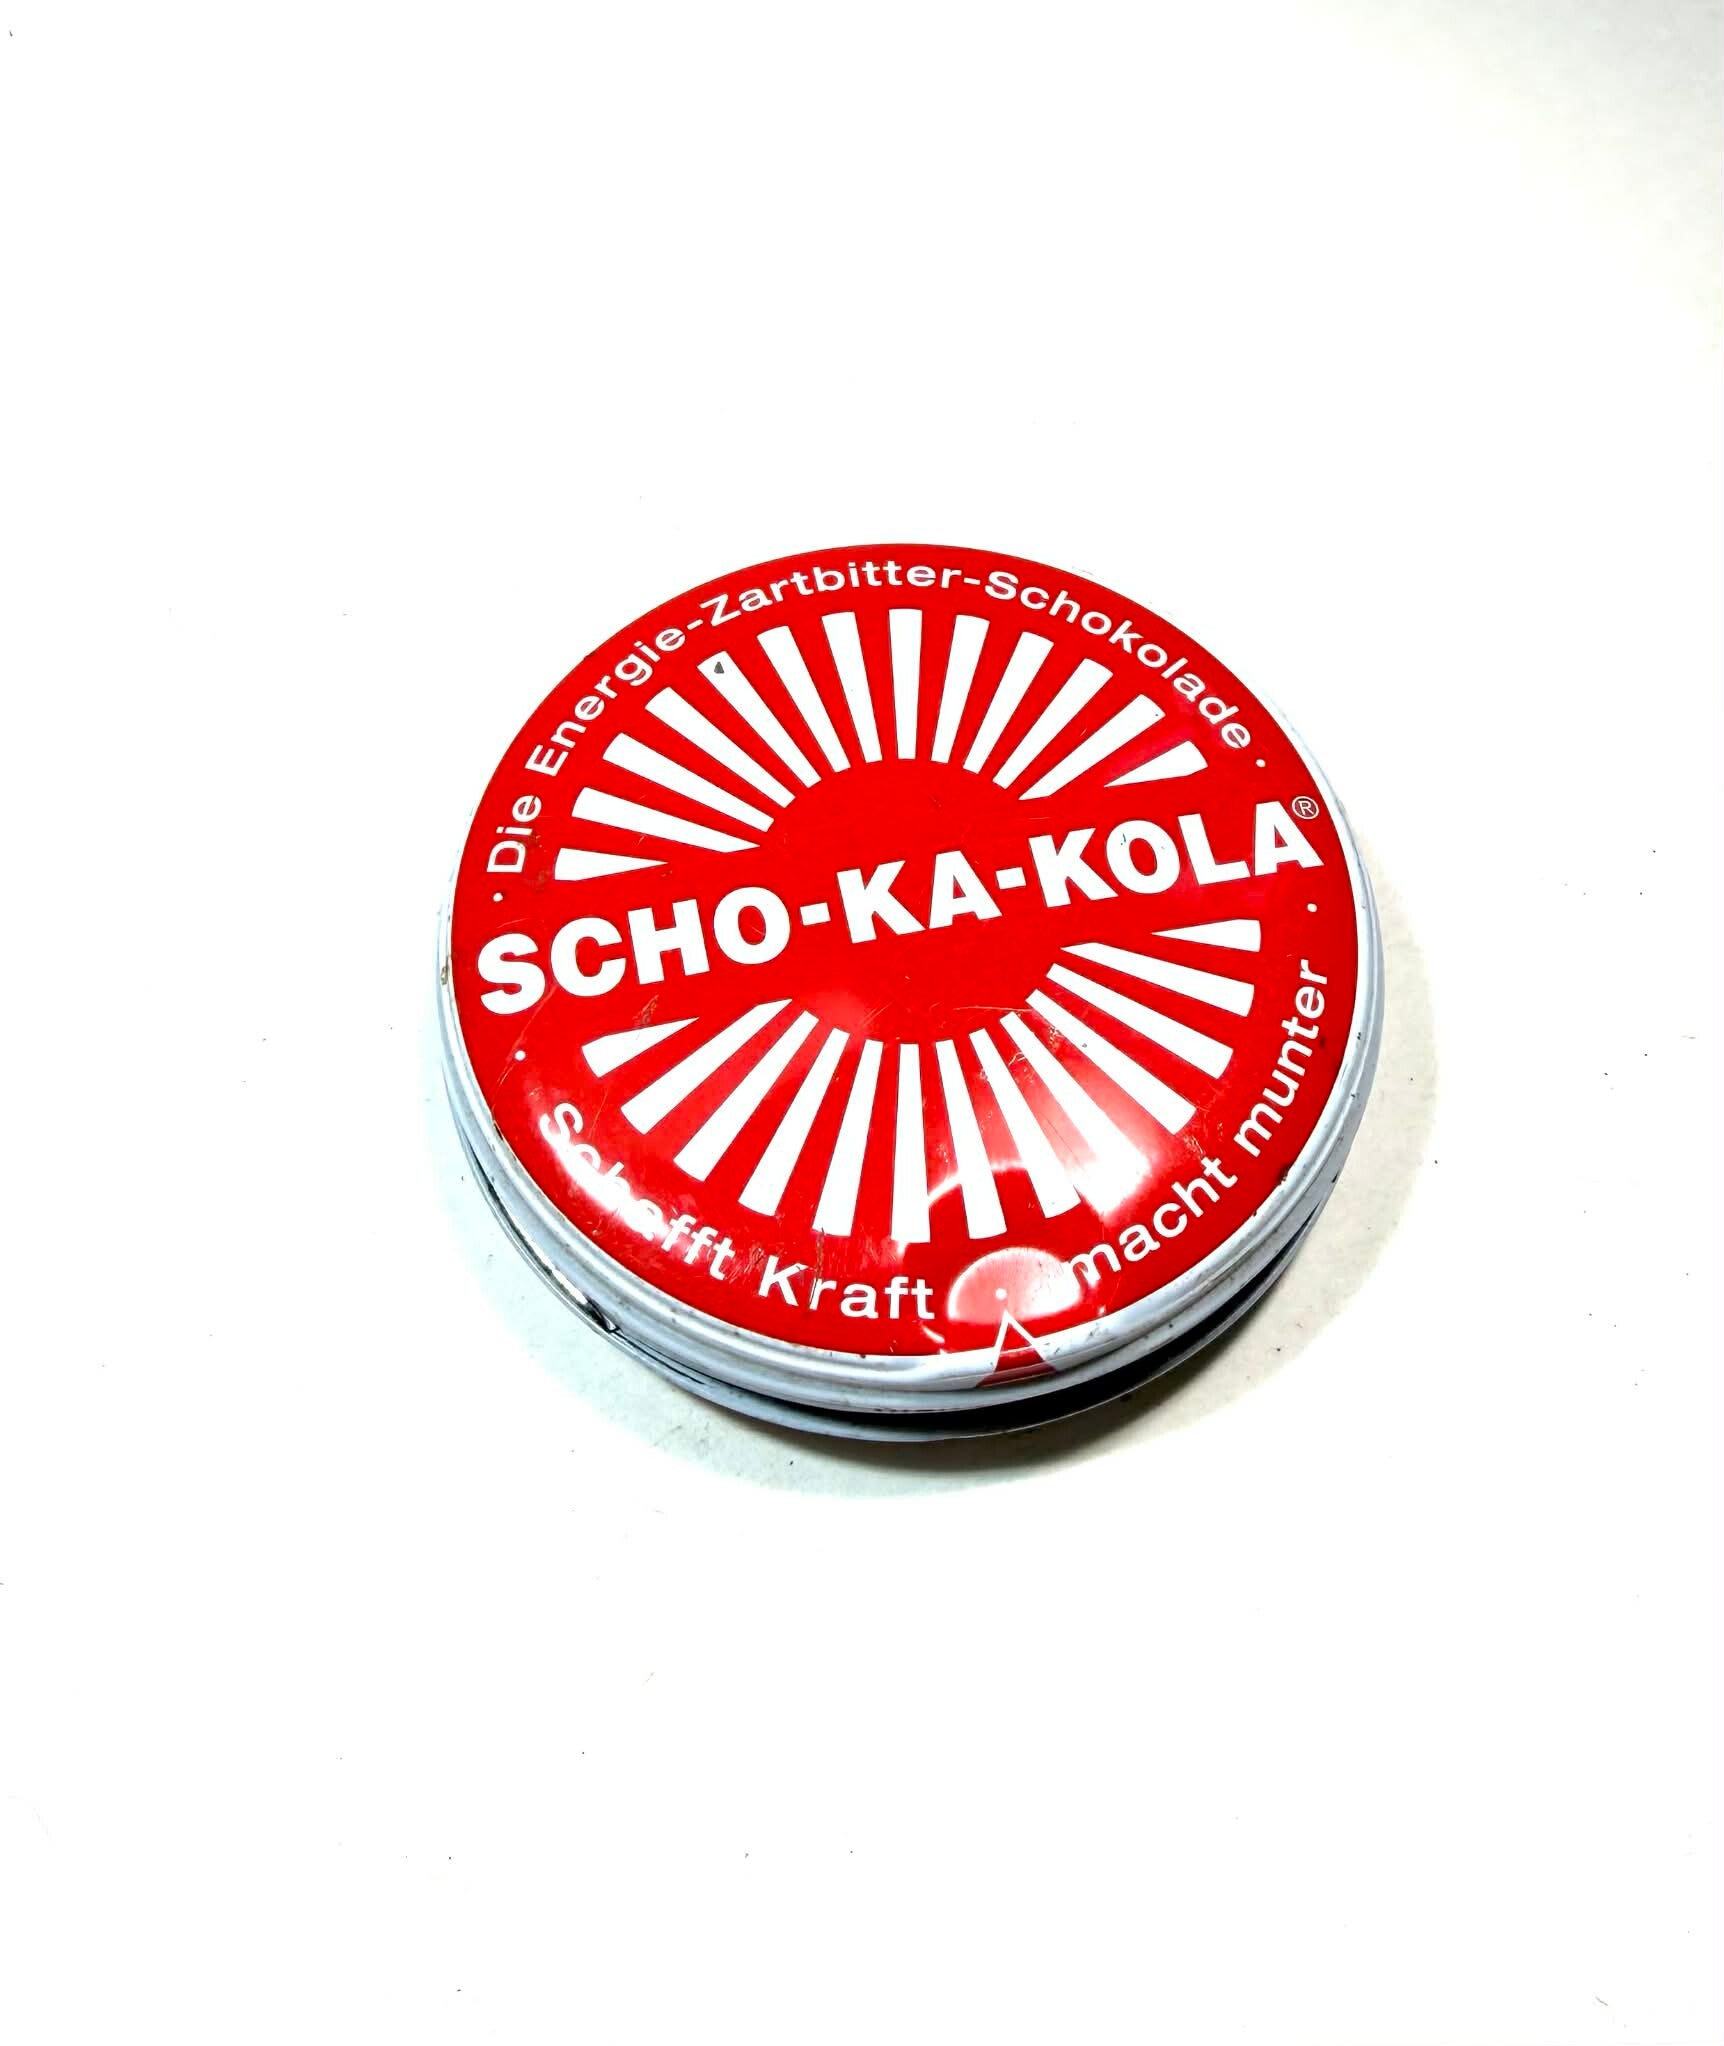 · Die Energie-Zartbitter-Schokolade ·
SCHO-KA-KOLA®
· Schafft Kraft · macht munter ·